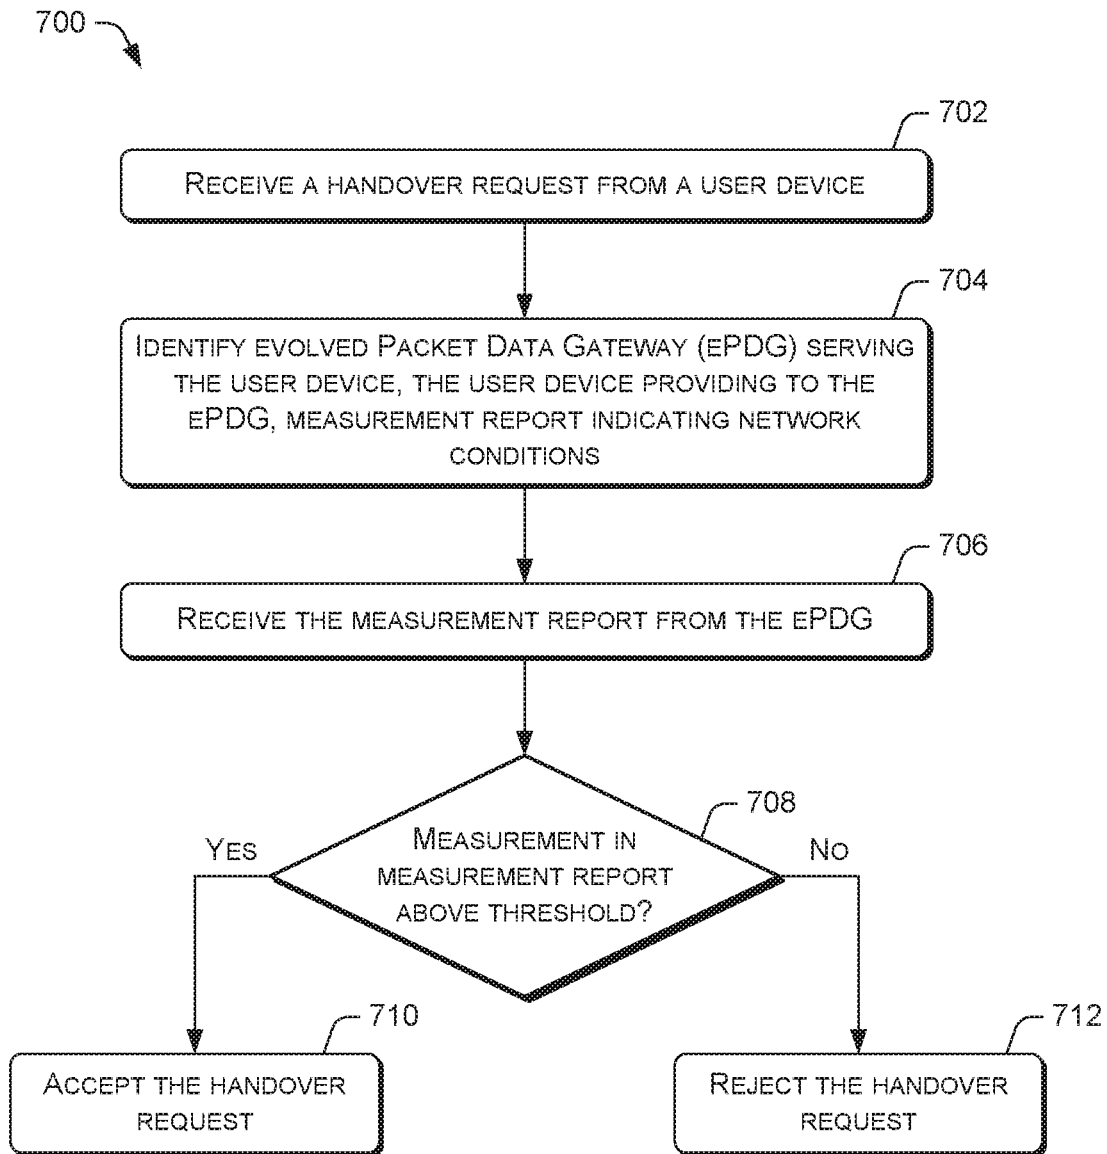 700
702
RECEIVE A HANDOVER REQUEST FROM A USER DEVICE
704
IDENTIFY EVOLVED PACKET DATA GATEWAY (EPDG) SERVING
THE USER DEVICE, THE USER DEVICE PROVIDING TO THE
EPDG, MEASUREMENT REPORT INDICATING NETWORK
CONDITIONS
706
RECEIVE THE MEASUREMENT REPORT FROM THE EPDG
708
YES
MEASUREMENT IN
MEASUREMENT REPORT
ABOVE THRESHOLD?
NO
710
ACCEPT THE HANDOVER
REQUEST
712
REJECT THE HANDOVER
REQUEST